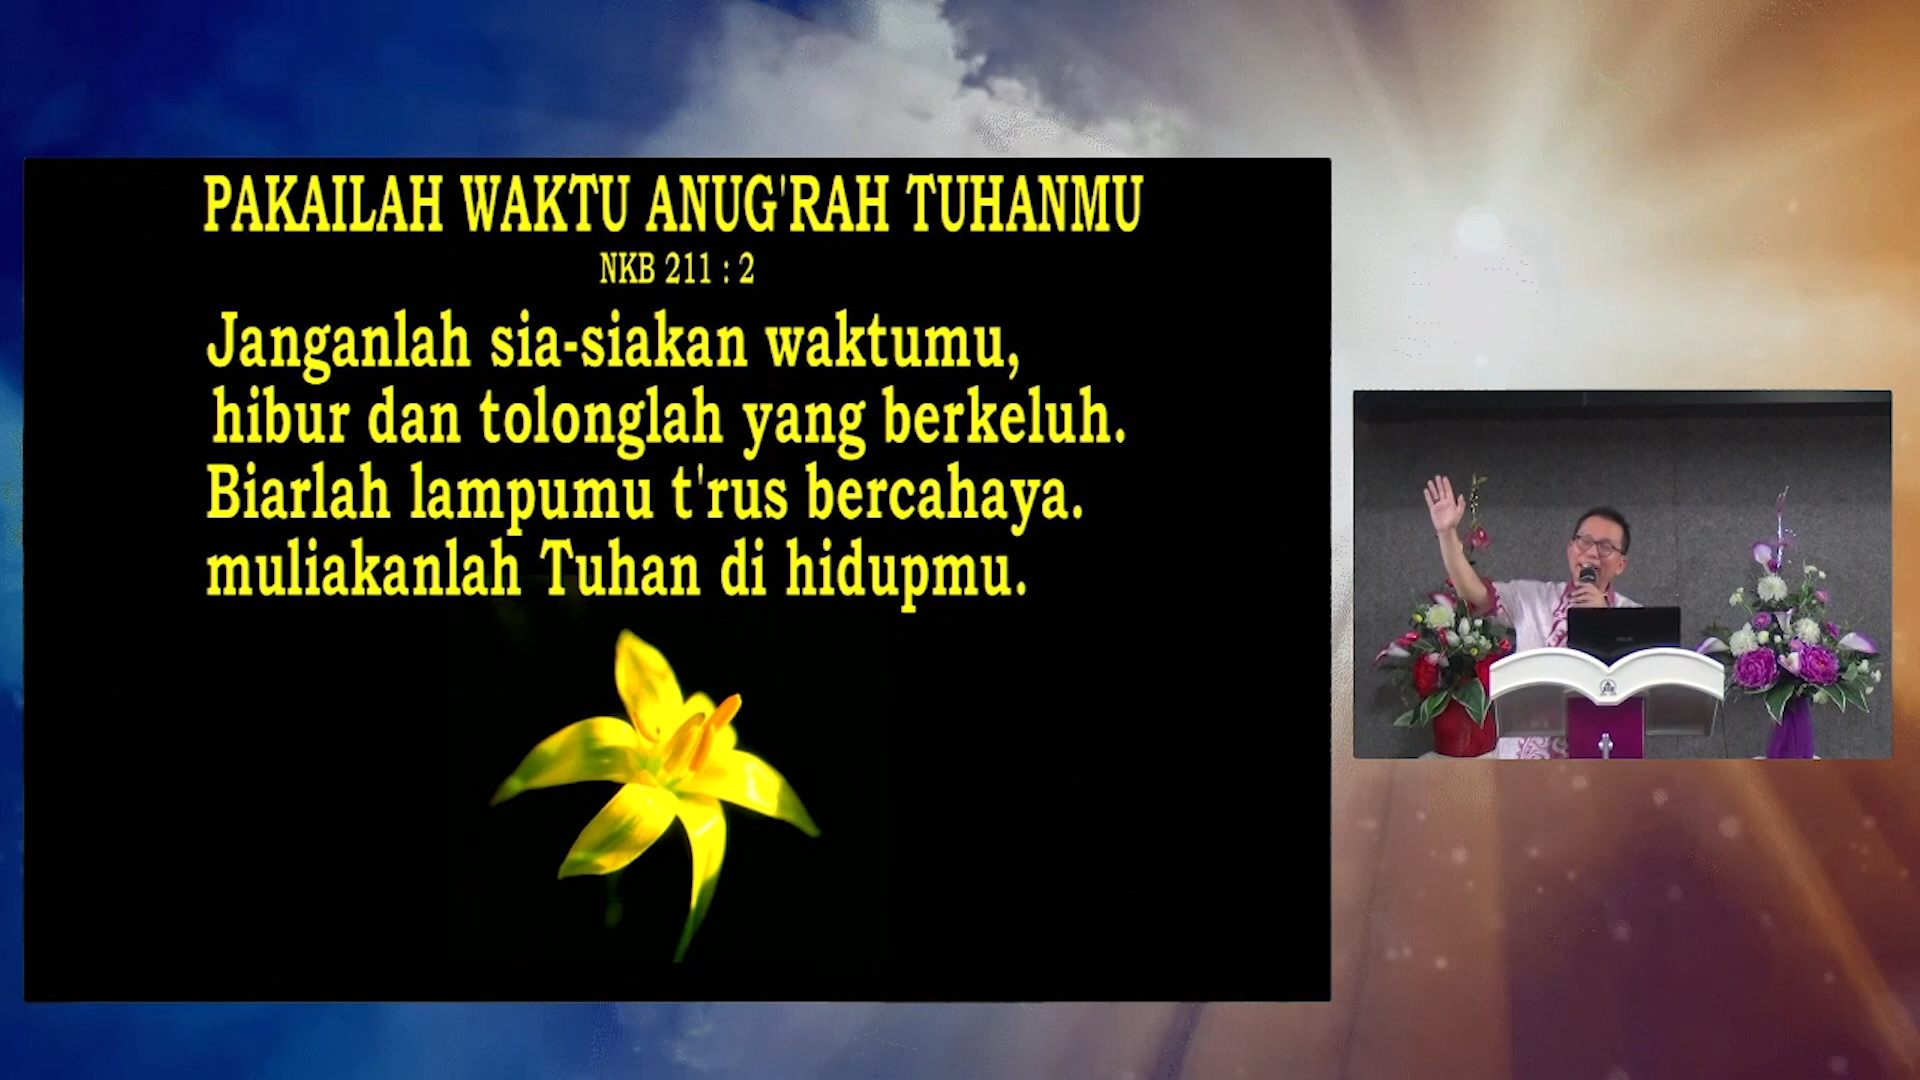 PAKAILAH WAKTU ANUG'RAH TUHANMU
NKB 211 : 2
Janganlah sia-siakan waktumu,
hibur dan tolonglah yang berkeluh.
Biarlah lampumu t'rus bercahaya.
muliakanlah Tuhan di hidupmu.